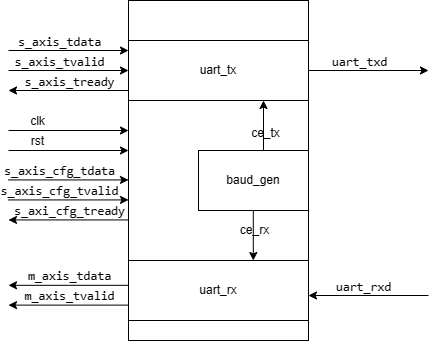 s_axis_tdata
s_axis_tvalid
uart_tx
uart_txd
s_axis_tready
clk
ce_tx
rst
s_axis_cfg_tdata
baud_gen
s_axis_cfg_tvalid
s_axi_cfg_tready
ce_rx
m_axis_tdata
uart_rx
uart_rxd
m_axis_tvalid